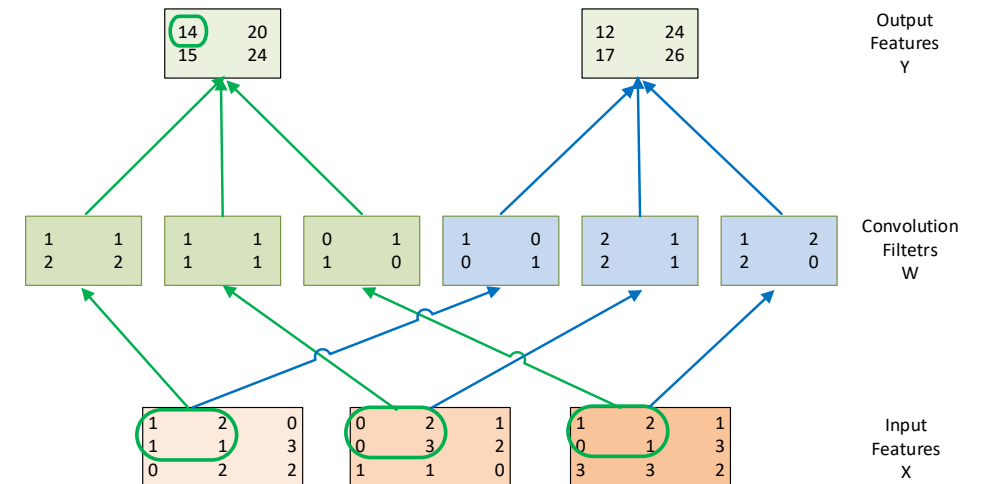 14 20
15 24
12 24
17 26
Output
Features
Y
1 1
2 2
1 1
1 1
0 1
1 0
1 0
0 1
2 1
2 1
1 2
2 0
Convolution
Filtetrs
W
1 2 0
1 1 3
0 2 2
0 2 1
0 3 2
1 1 0
1 2 1
0 1 3
3 3 2
Input
Features
X